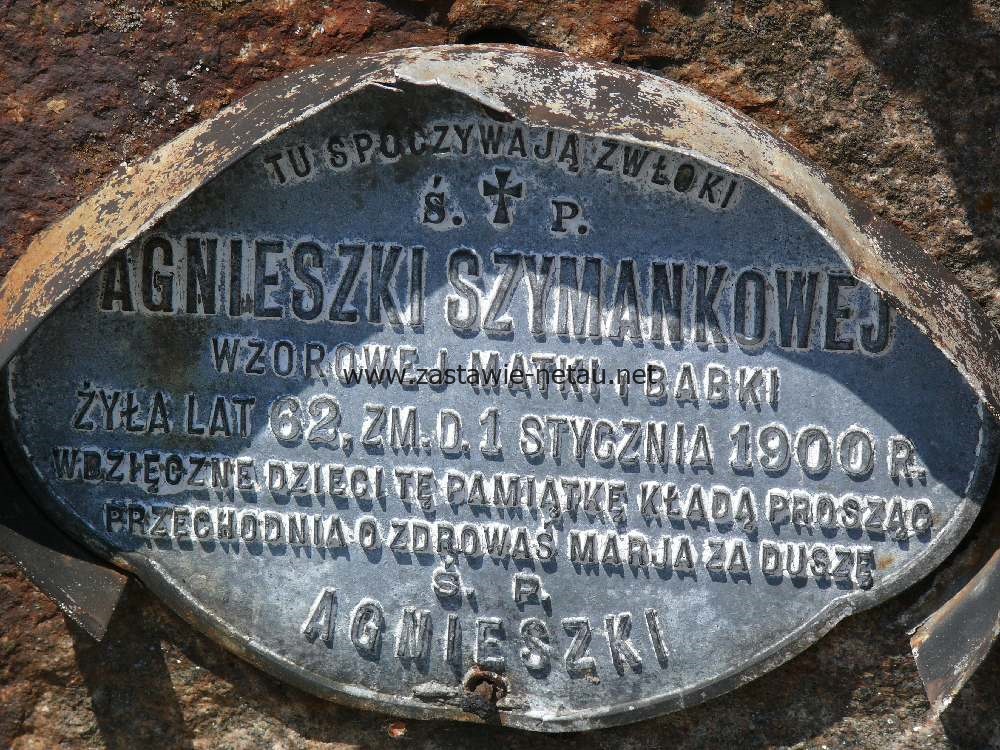 TU SPOCZYWAJĄ ZWŁOKI
Ś. ✝ P.
AGNIESZKI SZYMANKOWEJ
WZOROWEJ MATKI I BABKI
www.zastawie-netau.net
ŻYŁA LAT 62, ZM. D. 1 STYCZNIA 1900 R.
WDZIĘCZNE DZIECI TĘ PAMIĄTKĘ KŁADĄ PROSZĄC
PRZECHODNIA O ZDROWAŚ MARJA ZA DUSZĘ
Ś. P.
AGNIESZKI